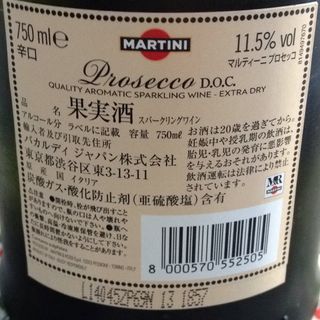 750 ml e
辛口
MARTINI
11.5% vol
マルティーニ プロセッコ
Prosecco D.O.C.
QUALITY AROMATIC SPARKLING WINE - EXTRA DRY
品名 果実酒 スパークリングワイン
アルコール分 ラベルに記載 容量 750ml
輸入者及び引取先住所
バカルディ ジャパン株式会社
東京都渋谷区東3-13-11
原産国 イタリア
炭酸ガス・酸化防止剤(亜硫酸塩)含有
お酒は20歳を過ぎてから。
妊娠中や授乳期の飲酒は、
胎児・乳児の発育に悪影響
を与えるおそれがあります。
飲酒運転は法律により禁止
8 000570 552505